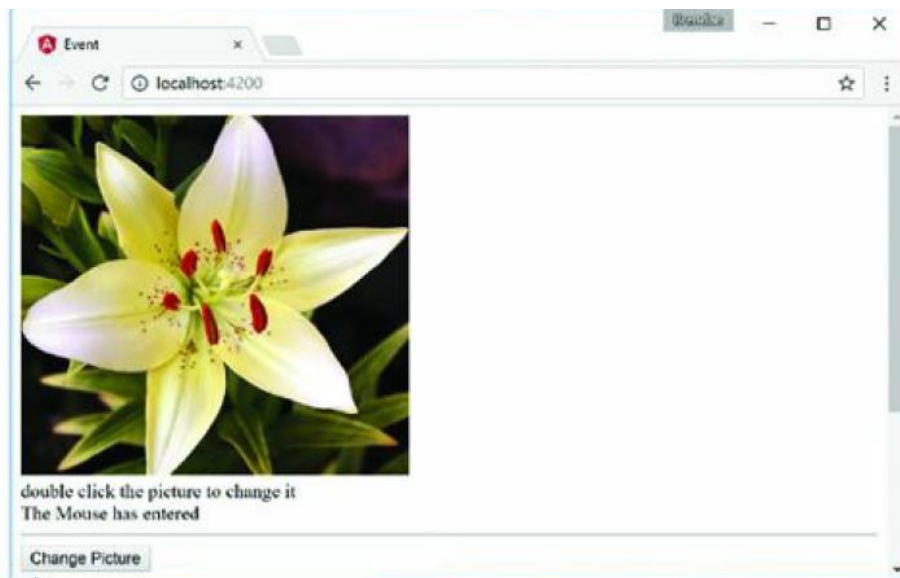 Event
localhost:4200
double click the picture to change it
The Mouse has entered
Change Picture